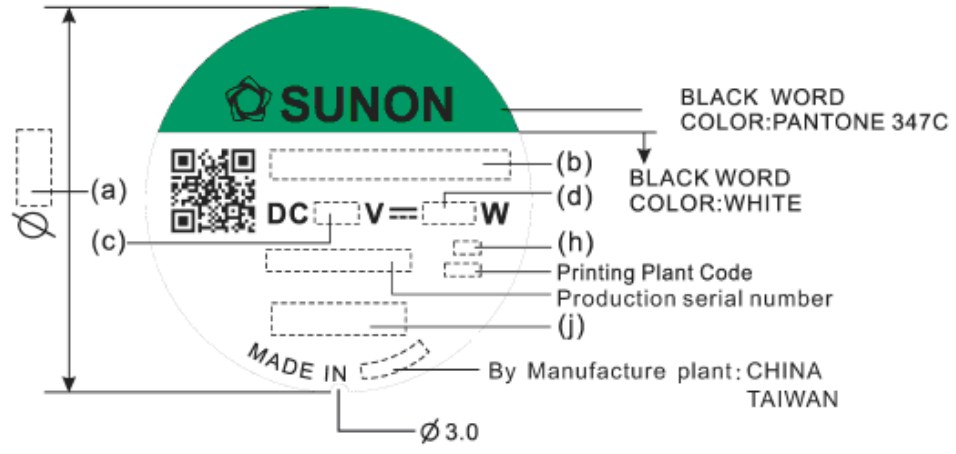 SUNON
BLACK WORD
COLOR:PANTONE 347C
(b)
BLACK WORD
COLOR:WHITE
(a)
(d)
DC V W
(c)
(h)
Printing Plant Code
Production serial number
(j)
MADE IN
By Manufacture plant: CHINA
TAIWAN
Ø
Ø 3.0